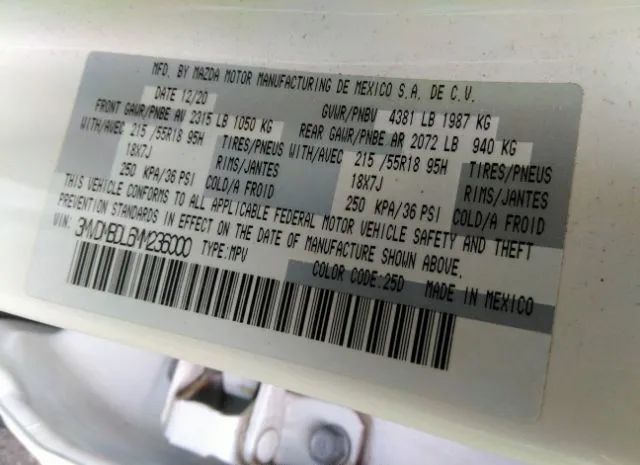 MFD. BY MAZDA MOTOR MANUFACTURING DE MEXICO S.A. DE C.V.
DATE 12/20 GVWR/PNBV 4381 LB 1987 KG
FRONT GAWR/PNBE AV 2315 LB 1050 KG REAR GAWR/PNBE AR 2072 LB 940 KG
WITH/AVEC 215 /55R18 95H TIRES/PNEUS WITH/AVEC 215 /55R18 95H TIRES/PNEUS
18X7J RIMS/JANTES 18X7J RIMS/JANTES
250 KPA/36 PSI COLD/A FROID 250 KPA/36 PSI COLD/A FROID
THIS VEHICLE CONFORMS TO ALL APPLICABLE FEDERAL MOTOR VEHICLE SAFETY AND THEFT
PREVENTION STANDARDS IN EFFECT ON THE DATE OF MANUFACTURE SHOWN ABOVE.
VIN: 3MVDMBDL6MM236000 TYPE:MPV
COLOR CODE:25D MADE IN MEXICO